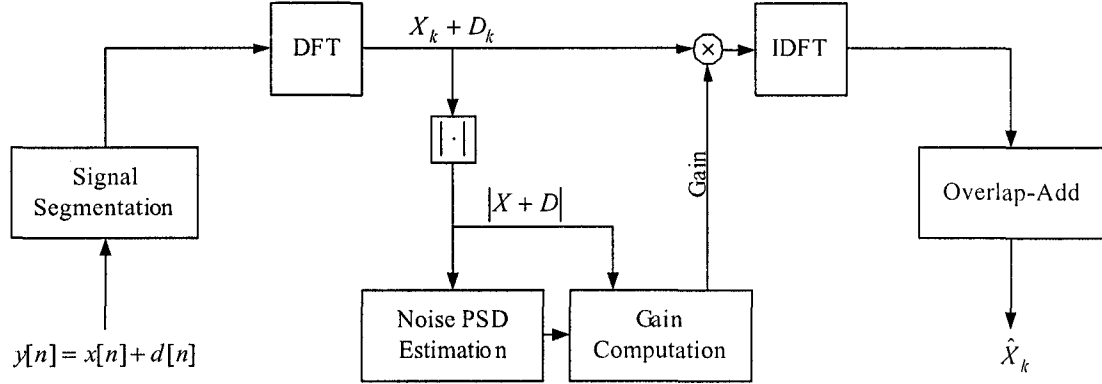 DFT
X_k + D_k
×
IDFT
|·|
Signal
Segmentation
Gain
Overlap-Add
|X + D|
Noise PSD
Estimation
Gain
Computation
y[n] = x[n] + d[n]
X̂_k